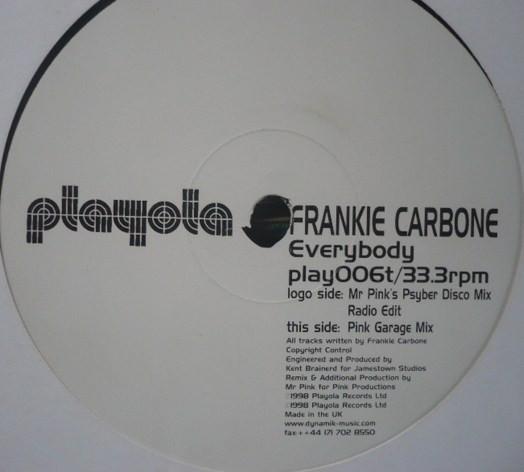 playola
FRANKIE CARBONE
Everybody
play006t/33.3rpm
logo side: Mr Pink's Psyber Disco Mix
Radio Edit
this side: Pink Garage Mix
All tracks written by Frankie Carbone
Copyright Control
Engineered and Produced by
Kent Brainerd for Jamestown Studios
Remix & Additional Production by
Mr Pink for Pink Productions
℗1998 Playola Records Ltd
©1998 Playola Records Ltd
Made in the UK
www.dynamik-music.com
fax:++44 171 702 8550